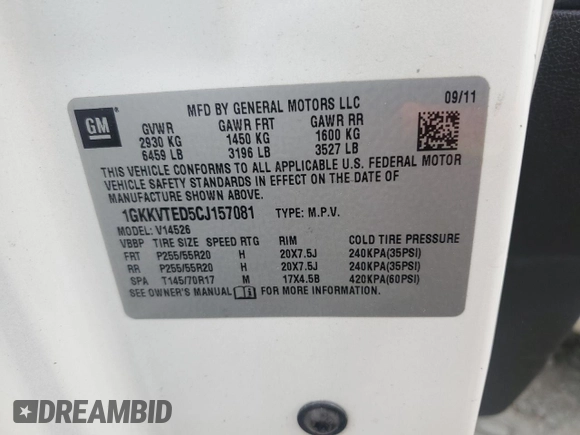 MFD BY GENERAL MOTORS LLC 09/11
GM
GVWR GAWR FRT GAWR RR
2930 KG 1450 KG 1600 KG
6459 LB 3196 LB 3527 LB
THIS VEHICLE CONFORMS TO ALL APPLICABLE U.S. FEDERAL MOTOR
VEHICLE SAFETY STANDARDS IN EFFECT ON THE DATE OF
MANUFACTURE SHOWN ABOVE.
1GKKVTED5CJ157081 TYPE: M.P.V.
MODEL: V14526
VBBP TIRE SIZE SPEED RTG RIM COLD TIRE PRESSURE
FRT P255/55R20 H 20X7.5J 240KPA(35PSI)
RR P255/55R20 H 20X7.5J 240KPA(35PSI)
SPA T145/70R17 M 17X4.5B 420KPA(60PSI)
SEE OWNER'S MANUAL FOR MORE INFORMATION.
DREAMBID